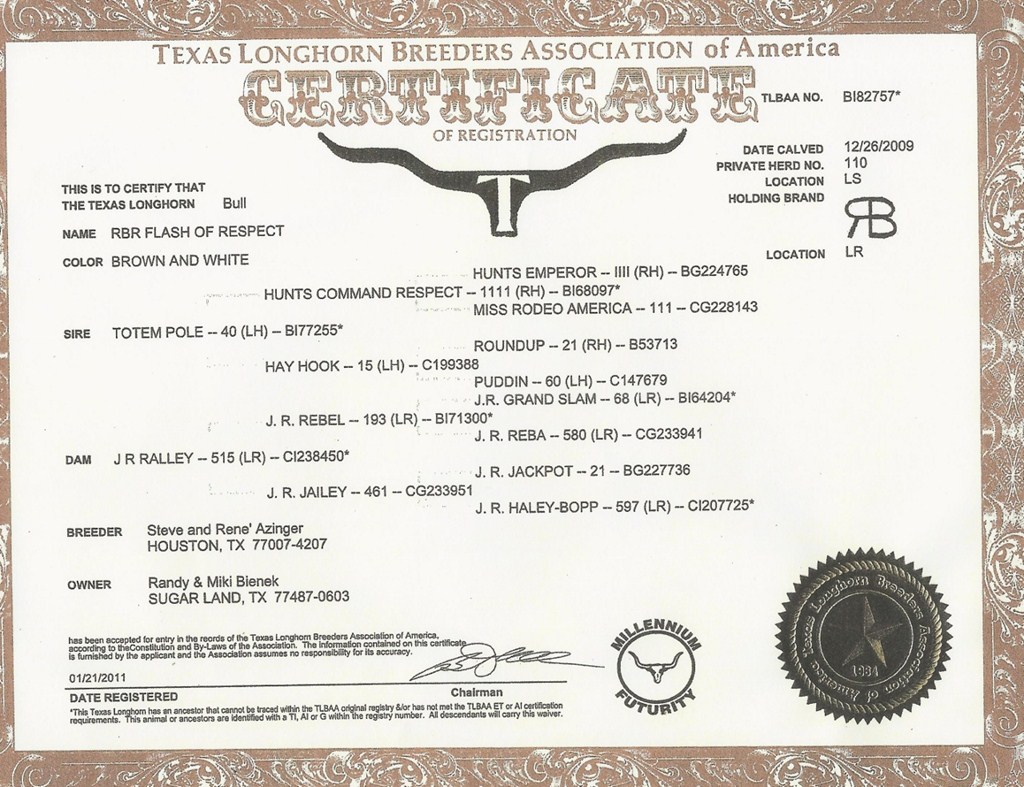 TEXAS LONGHORN BREEDERS ASSOCIATION of America
CERTIFICATE
OF REGISTRATION
TLBAA NO. BI82757*
DATE CALVED 12/26/2009
PRIVATE HERD NO. 110
LOCATION LS
HOLDING BRAND RB
LOCATION LR
THIS IS TO CERTIFY THAT
THE TEXAS LONGHORN Bull
NAME RBR FLASH OF RESPECT
COLOR BROWN AND WHITE
HUNTS EMPEROR -- IIII (RH) -- BG224765
HUNTS COMMAND RESPECT -- 1111 (RH) -- BI68097*
MISS RODEO AMERICA -- 111 -- CG228143
SIRE TOTEM POLE -- 40 (LH) -- BI77255*
ROUNDUP -- 21 (RH) -- B53713
HAY HOOK -- 15 (LH) -- C199388
PUDDIN -- 60 (LH) -- C147679
J.R. GRAND SLAM -- 68 (LR) -- BI64204*
J. R. REBEL -- 193 (LR) -- BI71300*
J. R. REBA -- 580 (LR) -- CG233941
DAM J R RALLEY -- 515 (LR) -- CI238450*
J. R. JACKPOT -- 21 -- BG227736
J. R. JAILEY -- 461 -- CG233951
J. R. HALEY-BOPP -- 597 (LR) -- CI207725*
BREEDER Steve and Rene' Azinger
HOUSTON, TX 77007-4207
OWNER Randy & Miki Bienek
SUGAR LAND, TX 77487-0603
has been accepted for entry in the records of the Texas Longhorn Breeders Association of America,
according to theConstitution and By-Laws of the Association. The information contained on this certificate
is furnished by the applicant and the Association assumes no responsibility for its accuracy.
01/21/2011
DATE REGISTERED Chairman
*This Texas Longhorn has an ancestor that cannot be traced within the TLBAA original registry &/or has not met the TLBAA ET or AI certification
requirements. This animal or ancestors are identified with a TI, AI or G within the registry number. All descendants will carry this waiver.
MILLENNIUM
FUTURITY
Texas Longhorn Breeders Association of America
1964